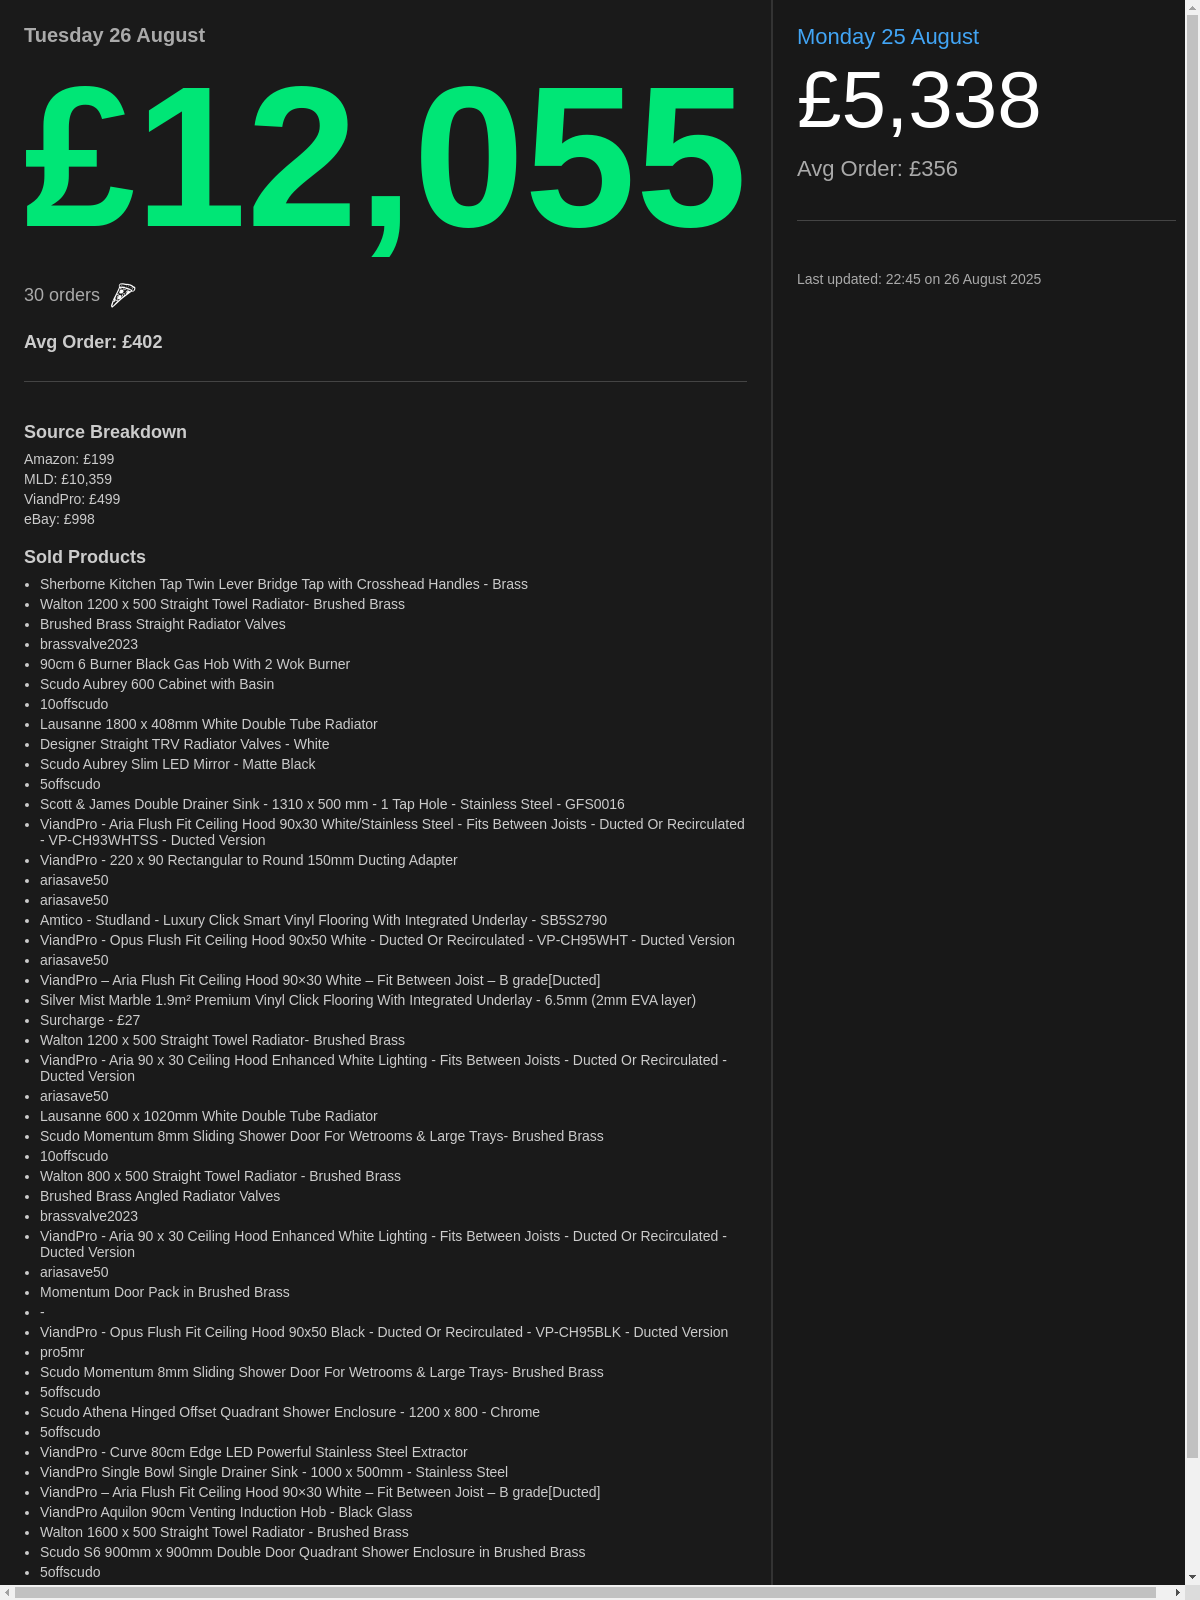 Tuesday 26 August
£12,055
30 orders
Avg Order: £402
Source Breakdown
Amazon: £199
MLD: £10,359
ViandPro: £499
eBay: £998
Sold Products
Sherborne Kitchen Tap Twin Lever Bridge Tap with Crosshead Handles - Brass
Walton 1200 x 500 Straight Towel Radiator- Brushed Brass
Brushed Brass Straight Radiator Valves
brassvalve2023
90cm 6 Burner Black Gas Hob With 2 Wok Burner
Scudo Aubrey 600 Cabinet with Basin
10offscudo
Lausanne 1800 x 408mm White Double Tube Radiator
Designer Straight TRV Radiator Valves - White
Scudo Aubrey Slim LED Mirror - Matte Black
5offscudo
Scott & James Double Drainer Sink - 1310 x 500 mm - 1 Tap Hole - Stainless Steel - GFS0016
ViandPro - Aria Flush Fit Ceiling Hood 90x30 White/Stainless Steel - Fits Between Joists - Ducted Or Recirculated
- VP-CH93WHTSS - Ducted Version
ViandPro - 220 x 90 Rectangular to Round 150mm Ducting Adapter
ariasave50
ariasave50
Amtico - Studland - Luxury Click Smart Vinyl Flooring With Integrated Underlay - SB5S2790
ViandPro - Opus Flush Fit Ceiling Hood 90x50 White - Ducted Or Recirculated - VP-CH95WHT - Ducted Version
ariasave50
ViandPro – Aria Flush Fit Ceiling Hood 90×30 White – Fit Between Joist – B grade[Ducted]
Silver Mist Marble 1.9m² Premium Vinyl Click Flooring With Integrated Underlay - 6.5mm (2mm EVA layer)
Surcharge - £27
Walton 1200 x 500 Straight Towel Radiator- Brushed Brass
ViandPro - Aria 90 x 30 Ceiling Hood Enhanced White Lighting - Fits Between Joists - Ducted Or Recirculated -
Ducted Version
ariasave50
Lausanne 600 x 1020mm White Double Tube Radiator
Scudo Momentum 8mm Sliding Shower Door For Wetrooms & Large Trays- Brushed Brass
10offscudo
Walton 800 x 500 Straight Towel Radiator - Brushed Brass
Brushed Brass Angled Radiator Valves
brassvalve2023
ViandPro - Aria 90 x 30 Ceiling Hood Enhanced White Lighting - Fits Between Joists - Ducted Or Recirculated -
Ducted Version
ariasave50
Momentum Door Pack in Brushed Brass
-
ViandPro - Opus Flush Fit Ceiling Hood 90x50 Black - Ducted Or Recirculated - VP-CH95BLK - Ducted Version
pro5mr
Scudo Momentum 8mm Sliding Shower Door For Wetrooms & Large Trays- Brushed Brass
5offscudo
Scudo Athena Hinged Offset Quadrant Shower Enclosure - 1200 x 800 - Chrome
5offscudo
ViandPro - Curve 80cm Edge LED Powerful Stainless Steel Extractor
ViandPro Single Bowl Single Drainer Sink - 1000 x 500mm - Stainless Steel
ViandPro – Aria Flush Fit Ceiling Hood 90×30 White – Fit Between Joist – B grade[Ducted]
ViandPro Aquilon 90cm Venting Induction Hob - Black Glass
Walton 1600 x 500 Straight Towel Radiator - Brushed Brass
Scudo S6 900mm x 900mm Double Door Quadrant Shower Enclosure in Brushed Brass
5offscudo
Monday 25 August
£5,338
Avg Order: £356
Last updated: 22:45 on 26 August 2025